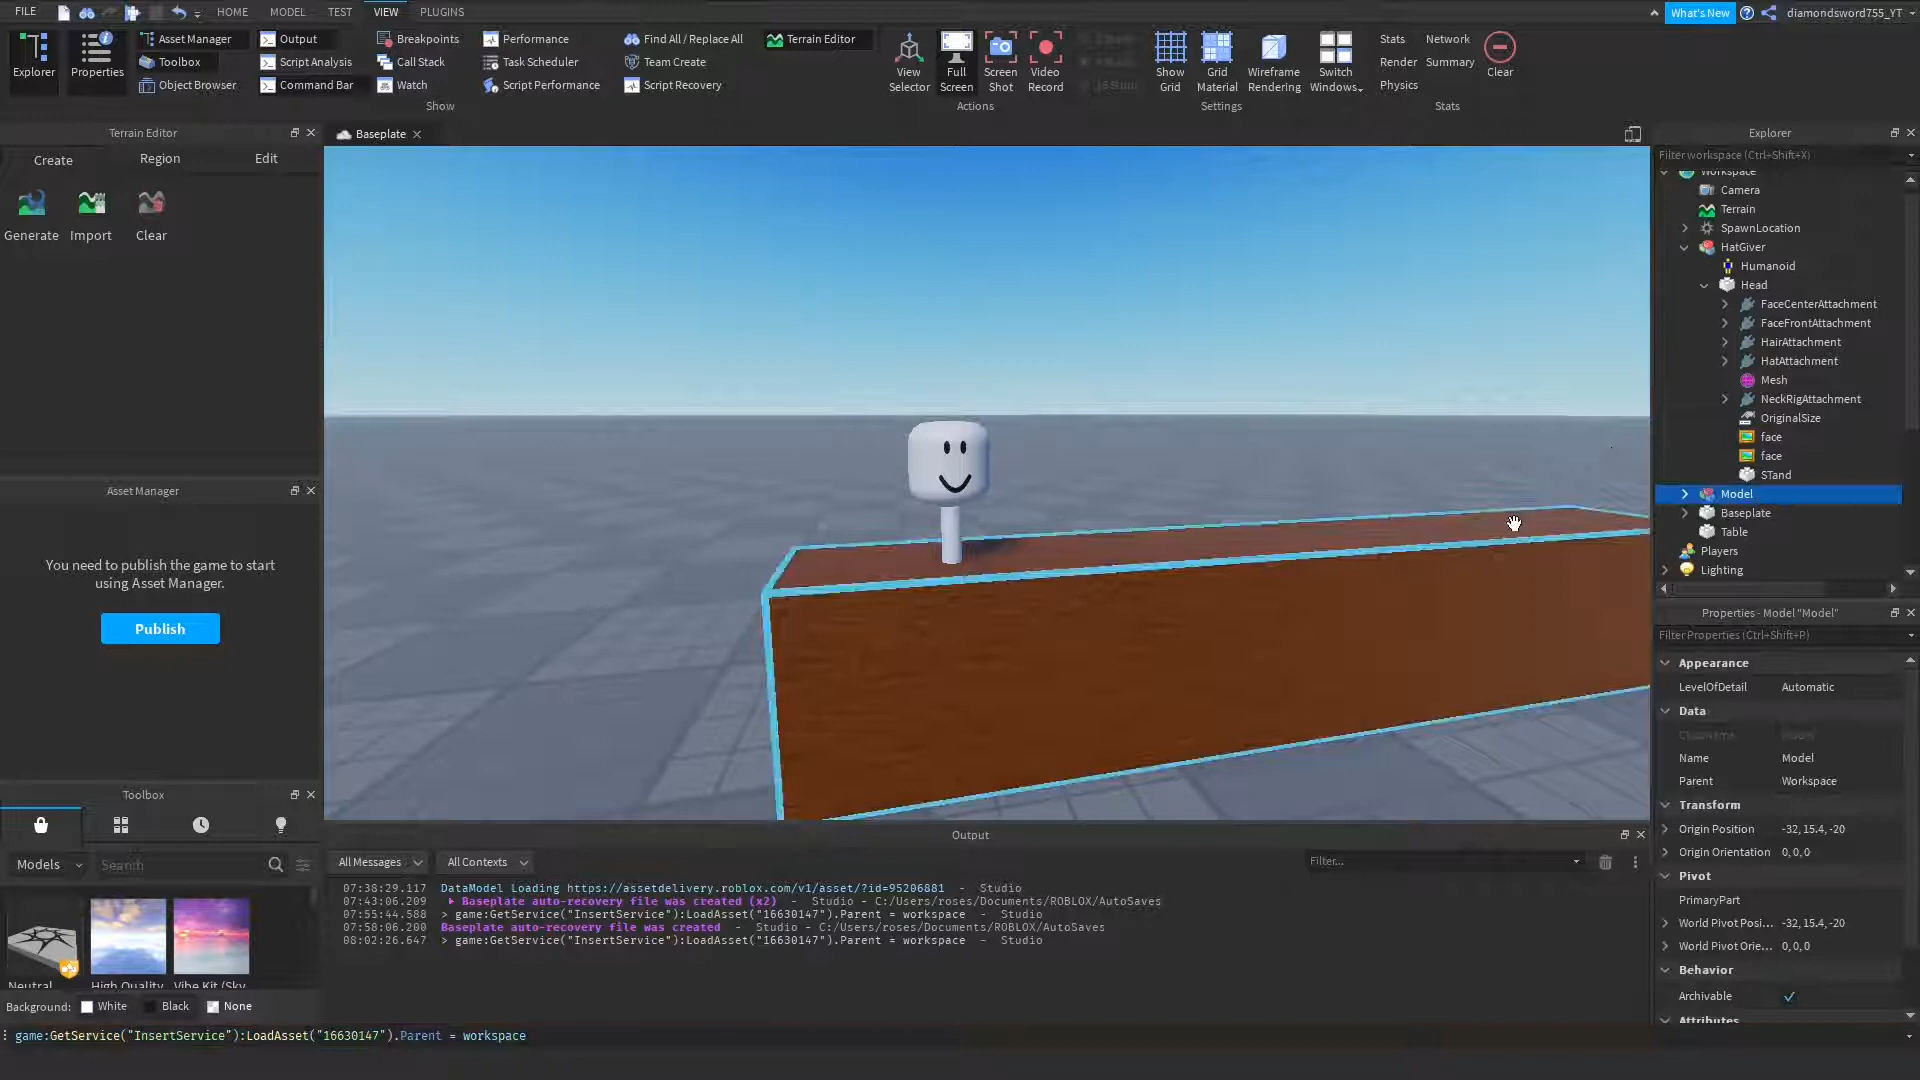 FILE HOME MODEL TEST VIEW PLUGINS What's New diamondsword755_YT
Explorer
Properties
Asset Manager
Toolbox
Object Browser
Output
Script Analysis
Command Bar
Breakpoints
Call Stack
Watch
Performance
Task Scheduler
Script Performance
Find All / Replace All
Team Create
Script Recovery
Terrain Editor
Show
View
Selector
Full
Screen
Screen
Shot
Video
Record
Actions
Show
Grid
Grid
Material
Wireframe
Rendering
Switch
Windows
Settings
Stats
Render
Physics
Network
Summary
Clear
Stats
Terrain Editor
Create Region Edit
Generate Import Clear
Asset Manager
You need to publish the game to start
using Asset Manager.
Publish
Toolbox
Models Search
Neutral High Quality Vibe Kit (Sky
Background: White Black None
Baseplate
Output
All Messages All Contexts Filter...
07:38:29.117 DataModel Loading https://assetdelivery.roblox.com/v1/asset/?id=95206881 - Studio
07:43:06.209 Baseplate auto-recovery file was created (x2) - Studio - C:/Users/roses/Documents/ROBLOX/AutoSaves
07:55:44.588 > game:GetService("InsertService"):LoadAsset("16630147").Parent = workspace - Studio
07:58:06.200 Baseplate auto-recovery file was created - Studio - C:/Users/roses/Documents/ROBLOX/AutoSaves
08:02:26.647 > game:GetService("InsertService"):LoadAsset("16630147").Parent = workspace - Studio
game:GetService("InsertService"):LoadAsset("16630147").Parent = workspace
Explorer
Filter workspace (Ctrl+Shift+X)
Workspace
Camera
Terrain
SpawnLocation
HatGiver
Humanoid
Head
FaceCenterAttachment
FaceFrontAttachment
HairAttachment
HatAttachment
Mesh
NeckRigAttachment
OriginalSize
face
face
STand
Model
Baseplate
Table
Players
Lighting
Properties - Model "Model"
Filter Properties (Ctrl+Shift+P)
Appearance
LevelOfDetail Automatic
Data
Name Model
Parent Workspace
Transform
Origin Position -32, 15.4, -20
Origin Orientation 0, 0, 0
Pivot
PrimaryPart
World Pivot Posi... -32, 15.4, -20
World Pivot Orie... 0, 0, 0
Behavior
Archivable
Attributes